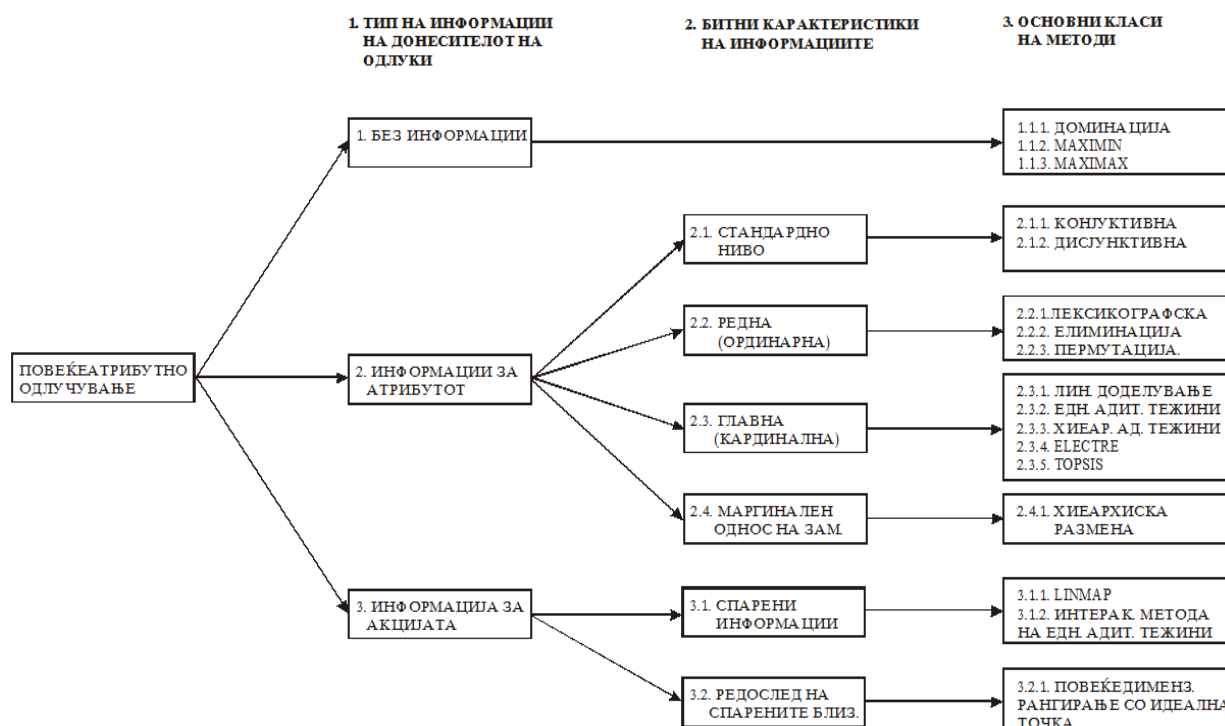 1. ТИП НА ИНФОРМАЦИИ
НА ДОНЕСИТЕЛОТ НА
ОДЛУКИ
2. БИТНИ КАРАКТЕРИСТИКИ
НА ИНФОРМАЦИИТЕ
3. ОСНОВНИ КЛАСИ
НА МЕТОДИ
ПОВЕЌЕАТРИБУТНО
ОДЛУЧУВАЊЕ
1. БЕЗ ИНФОРМАЦИИ
1.1.1. ДОМИНАЦИЈА
1.1.2. MAXIMIN
1.1.3. MAXIMAX
2. ИНФОРМАЦИИ ЗА
АТРИБУТОТ
2.1. СТАНДАРДНО
НИВО
2.1.1. КОНЈУКТИВНА
2.1.2. ДИСЈУНКТИВНА
2.2. РЕДНА
(ОРДИНАРНА)
2.2.1.ЛЕКСИКОГРАФСКА
2.2.2. ЕЛИМИНАЦИЈА
2.2.3. ПЕРМУТАЦИЈА.
2.3. ГЛАВНА
(КАРДИНАЛНА)
2.3.1. ЛИН. ДОДЕЛУВАЊЕ
2.3.2. ЕДН. АДИТ. ТЕЖИНИ
2.3.3. ХИЕАР. АД. ТЕЖИНИ
2.3.4. ELECTRE
2.3.5. TOPSIS
2.4. МАРГИНАЛЕН
ОДНОС НА ЗАМ.
2.4.1. ХИЕАРХИСКА
РАЗМЕНА
3. ИНФОРМАЦИЈА ЗА
АКЦИЈАТА
3.1. СПАРЕНИ
ИНФОРМАЦИИ
3.1.1. LINMAP
3.1.2. ИНТЕРАК. МЕТОДА
НА ЕДН. АДИТ. ТЕЖИНИ
3.2. РЕДОСЛЕД НА
СПАРЕНИТЕ БЛИЗ.
3.2.1. ПОВЕЌЕДИМЕНЗ.
РАНГИРАЊЕ СО ИДЕАЛНА
ТОЧКА